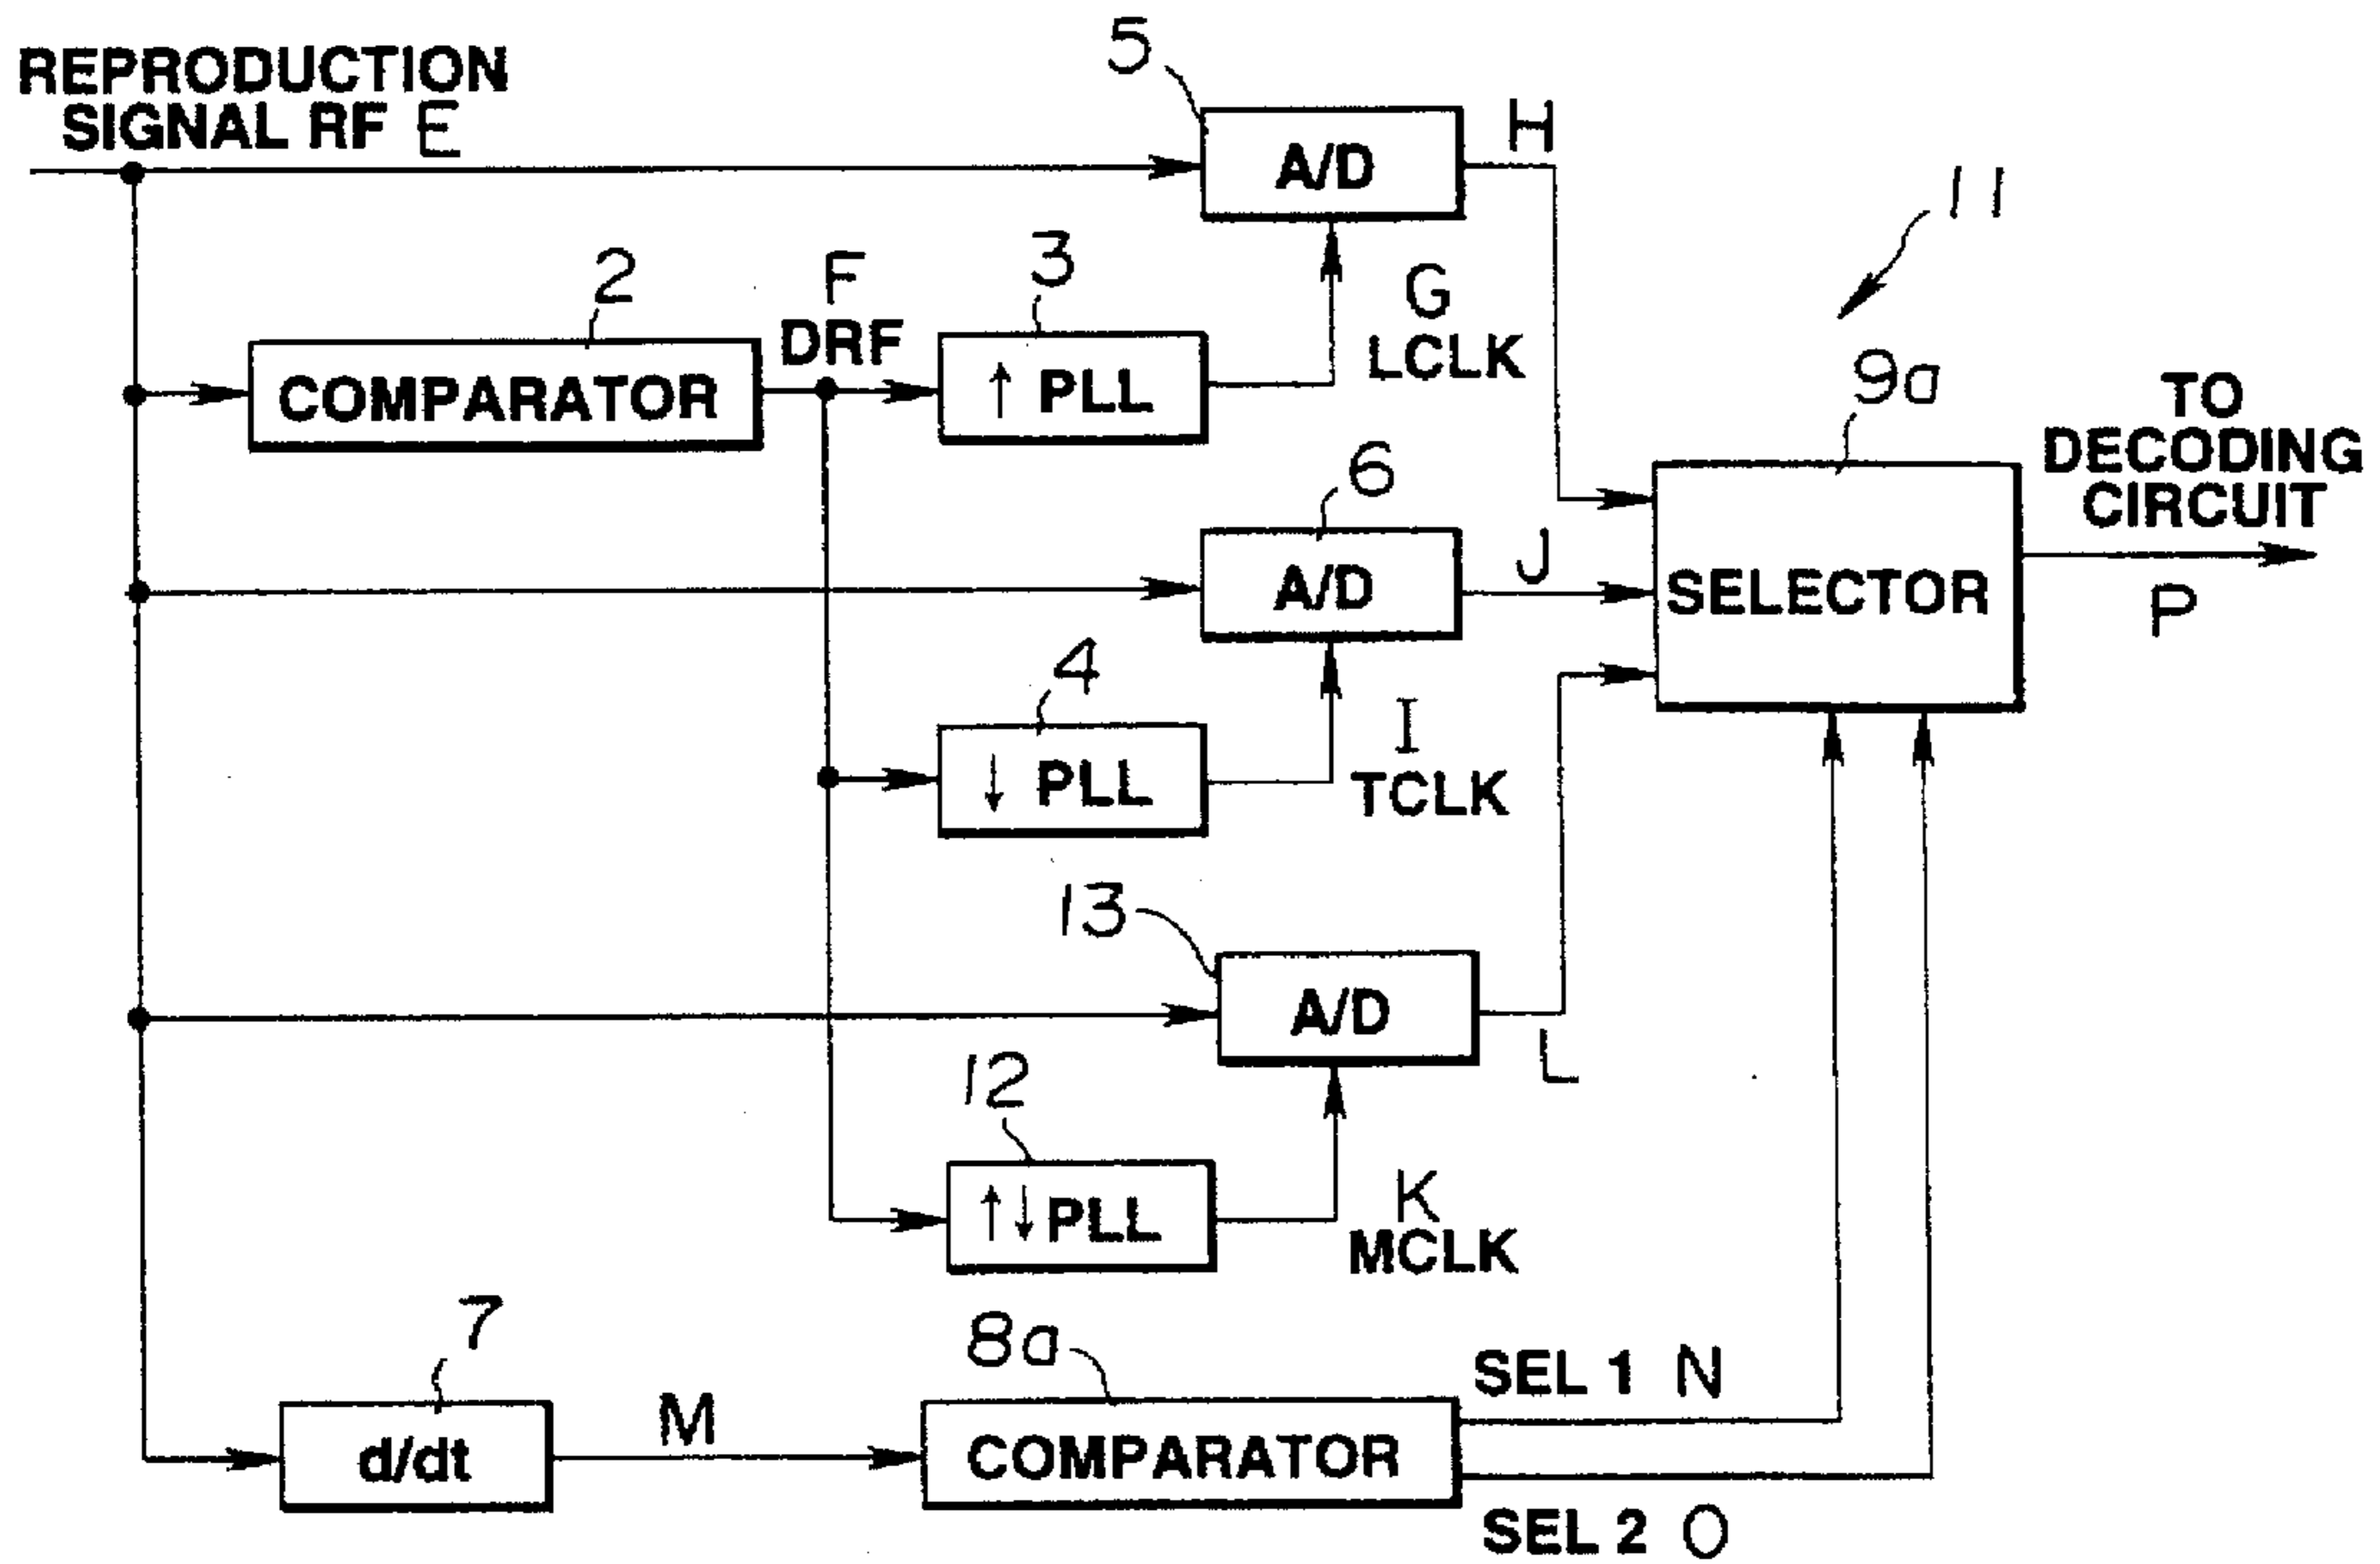 5
REPRODUCTION
SIGNAL RF E
A/D
H
11
2
F
DRF
3
G
LCLK
COMPARATOR
↑ PLL
9a
TO
DECODING
CIRCUIT
6
A/D
J
SELECTOR
P
4
↓ PLL
I
TCLK
13
A/D
L
12
↑↓ PLL
K
MCLK
7
d/dt
M
8a
COMPARATOR
SEL 1 N
SEL 2 O